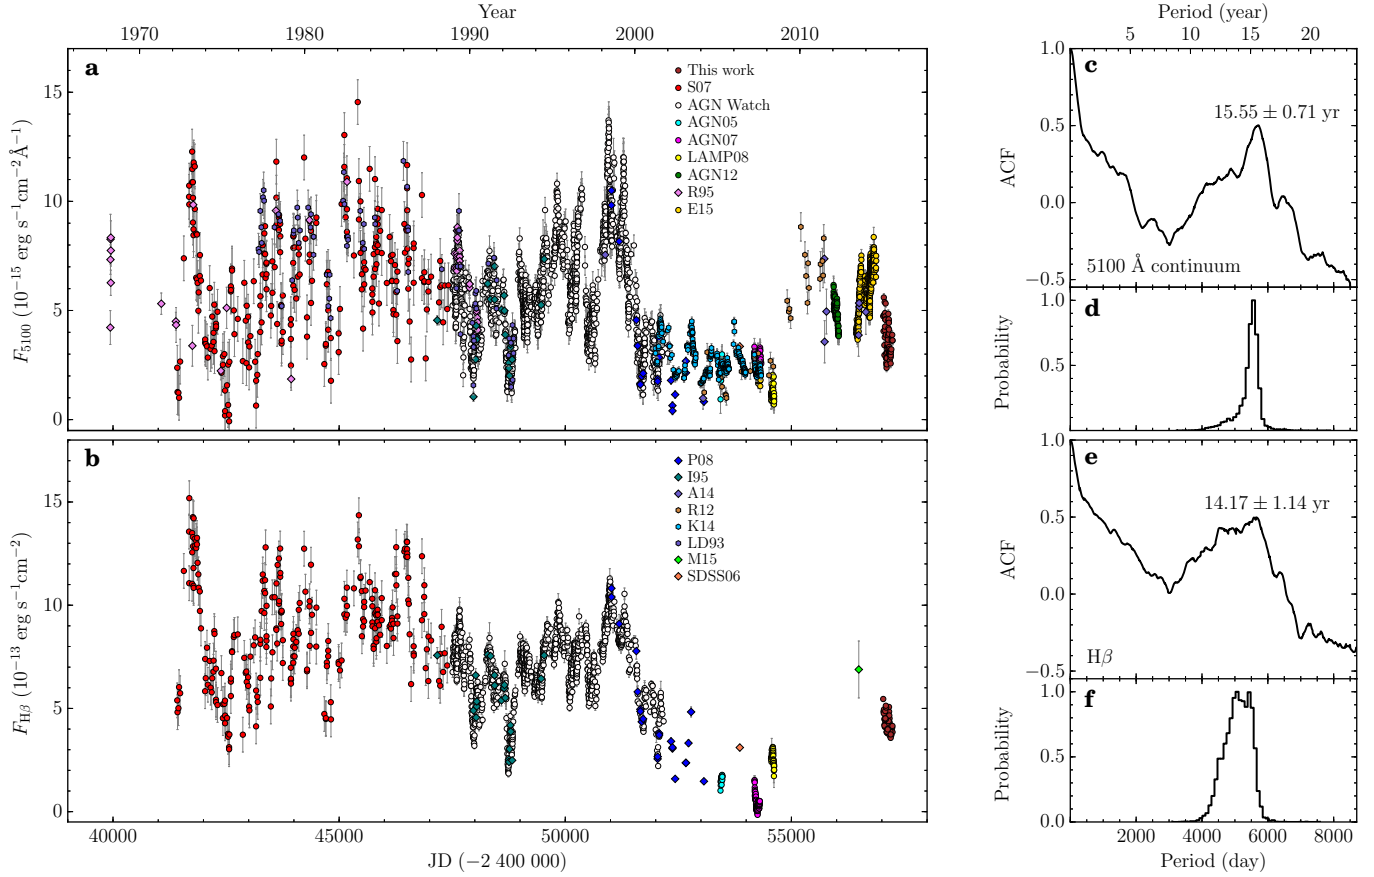 Year
1970 1980 1990 2000 2010
a
15
10
5
0
F5100 (10−15 erg s−1cm−2Å−1)
This work
S07
AGN Watch
AGN05
AGN07
LAMP08
AGN12
R95
E15
b
15
10
5
0
FHβ (10−13 erg s−1cm−2)
P08
I95
A14
R12
K14
LD93
M15
SDSS06
40000 45000 50000 55000
JD (−2 400 000)
Period (year)
5 10 15 20
c
1.0
0.5
0.0
−0.5
ACF
15.55 ± 0.71 yr
5100 Å continuum
d
1.0
0.5
Probability
e
1.0
0.5
0.0
−0.5
ACF
14.17 ± 1.14 yr
Hβ
f
1.0
0.5
0.0
Probability
2000 4000 6000 8000
Period (day)